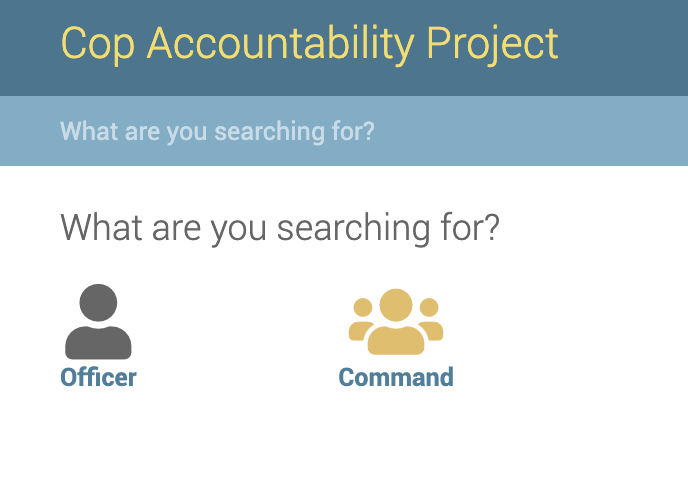 Cop Accountability Project
What are you searching for?
What are you searching for?
Officer
Command